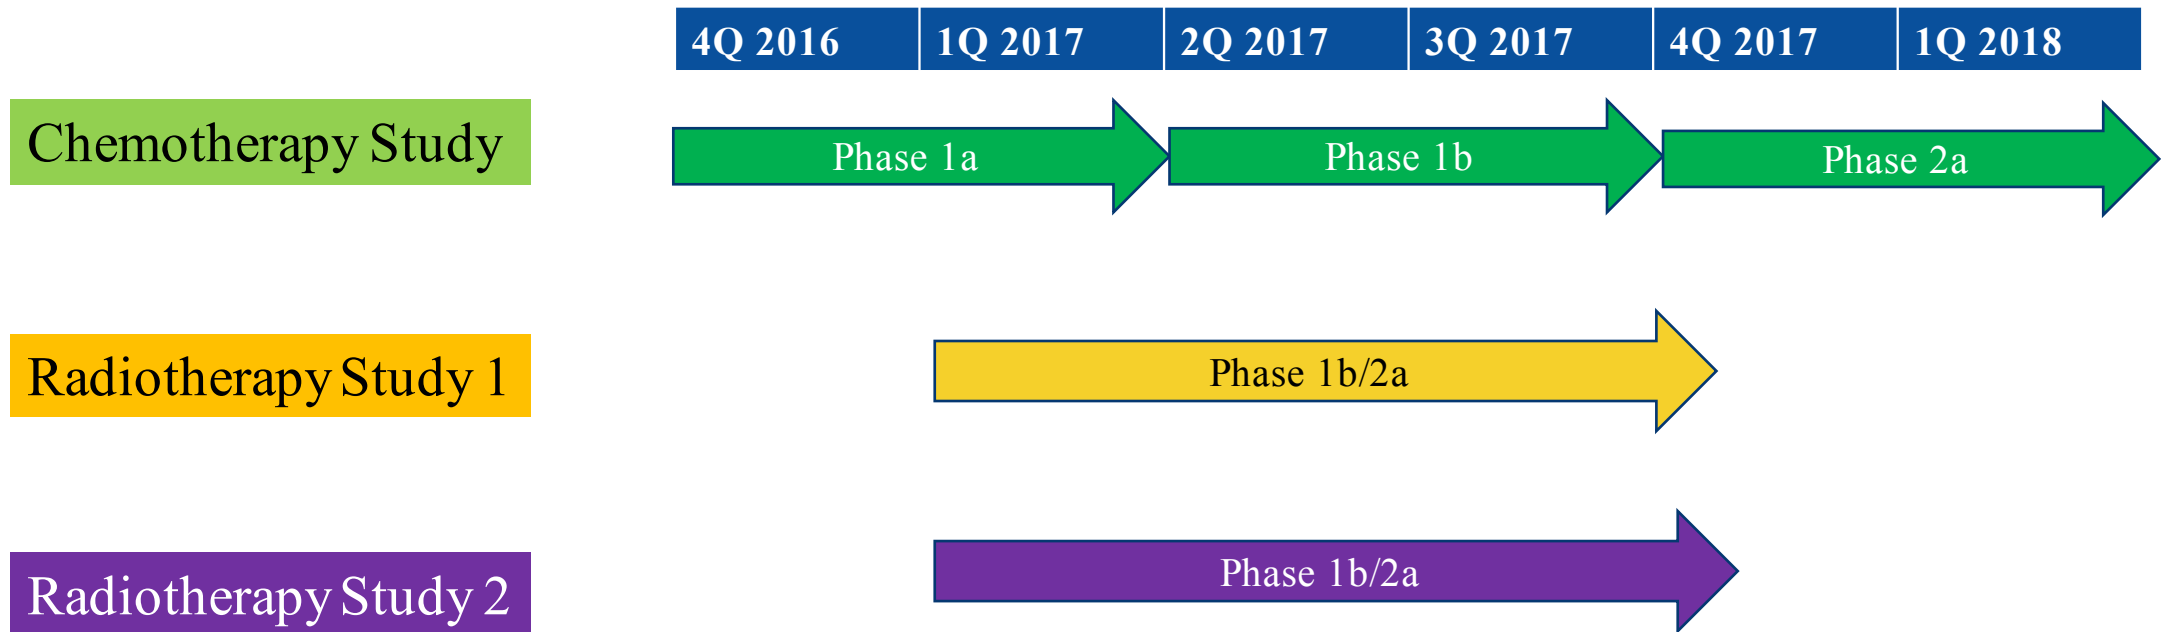 4Q 2016 1Q 2017 2Q 2017 3Q 2017 4Q 2017 1Q 2018
Chemotherapy Study Phase 1a Phase 1b Phase 2a
Radiotherapy Study 1 Phase 1b/2a
Radiotherapy Study 2 Phase 1b/2a